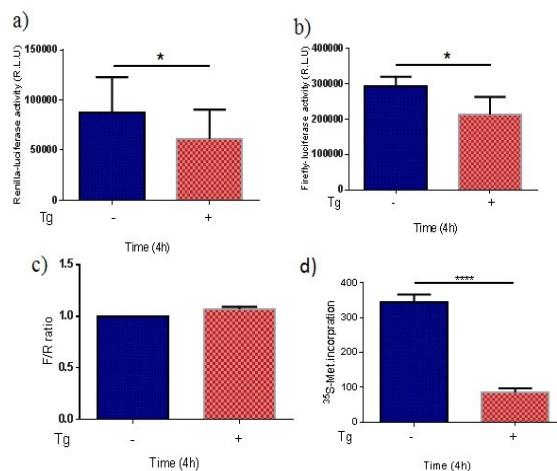 a)
Renilla-luciferase activity (R.L.U)
150000
100000
50000
0
*
Tg - +
Time (4h)
b)
Firefly-luciferase activity (R.L.U)
400000
300000
200000
100000
0
*
Tg - +
Time (4h)
c)
F/R ratio
1.5
1.0
0.5
0.0
Tg - +
Time (4h)
d)
35S-Met.incorpration
400
300
200
100
0
****
Tg - +
Time (4h)